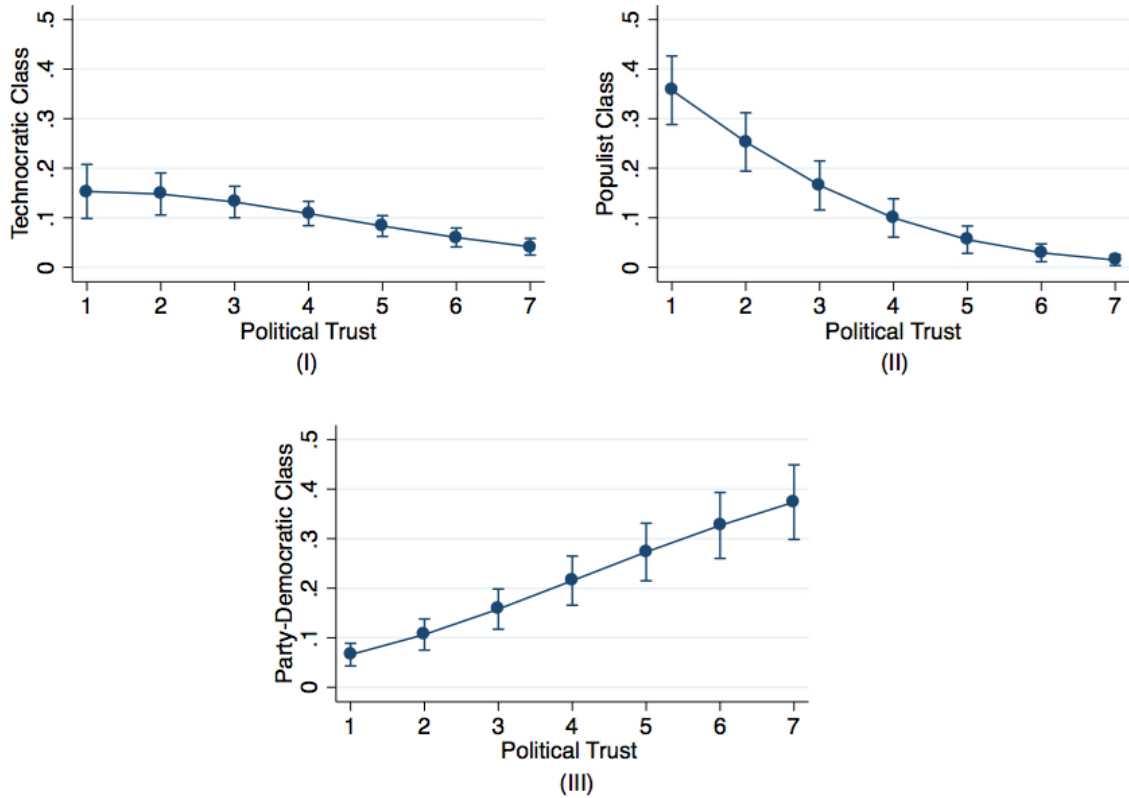 Technocratic Class
.5
.4
.3
.2
.1
0
1 2 3 4 5 6 7
Political Trust
(I)
Populist Class
.5
.4
.3
.2
.1
0
1 2 3 4 5 6 7
Political Trust
(II)
Party-Democratic Class
.5
.4
.3
.2
.1
0
1 2 3 4 5 6 7
Political Trust
(III)